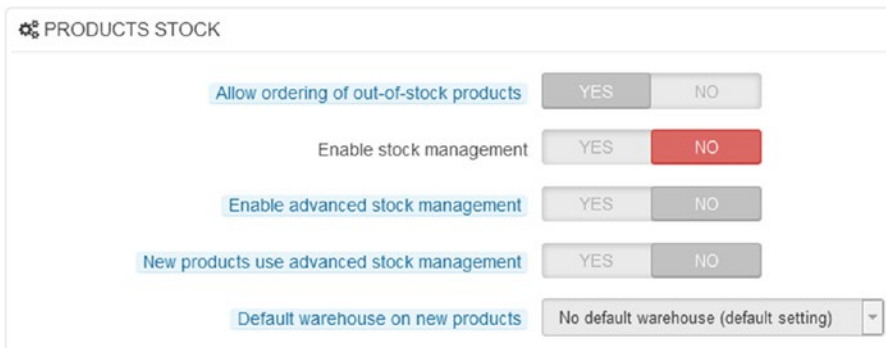 PRODUCTS STOCK
Allow ordering of out-of-stock products YES NO
Enable stock management YES NO
Enable advanced stock management YES NO
New products use advanced stock management YES NO
Default warehouse on new products No default warehouse (default setting)